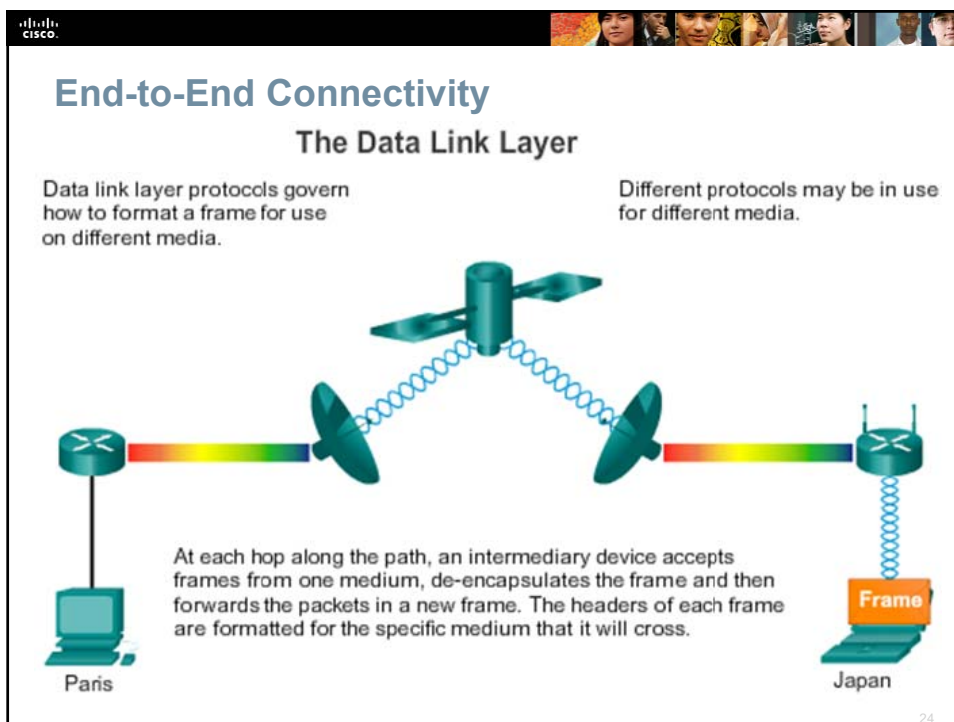 CISCO.
End-to-End Connectivity
The Data Link Layer
Data link layer protocols govern
how to format a frame for use
on different media.
Different protocols may be in use
for different media.
At each hop along the path, an intermediary device accepts
frames from one medium, de-encapsulates the frame and then
forwards the packets in a new frame. The headers of each frame
are formatted for the specific medium that it will cross.
Frame
Paris
Japan
24